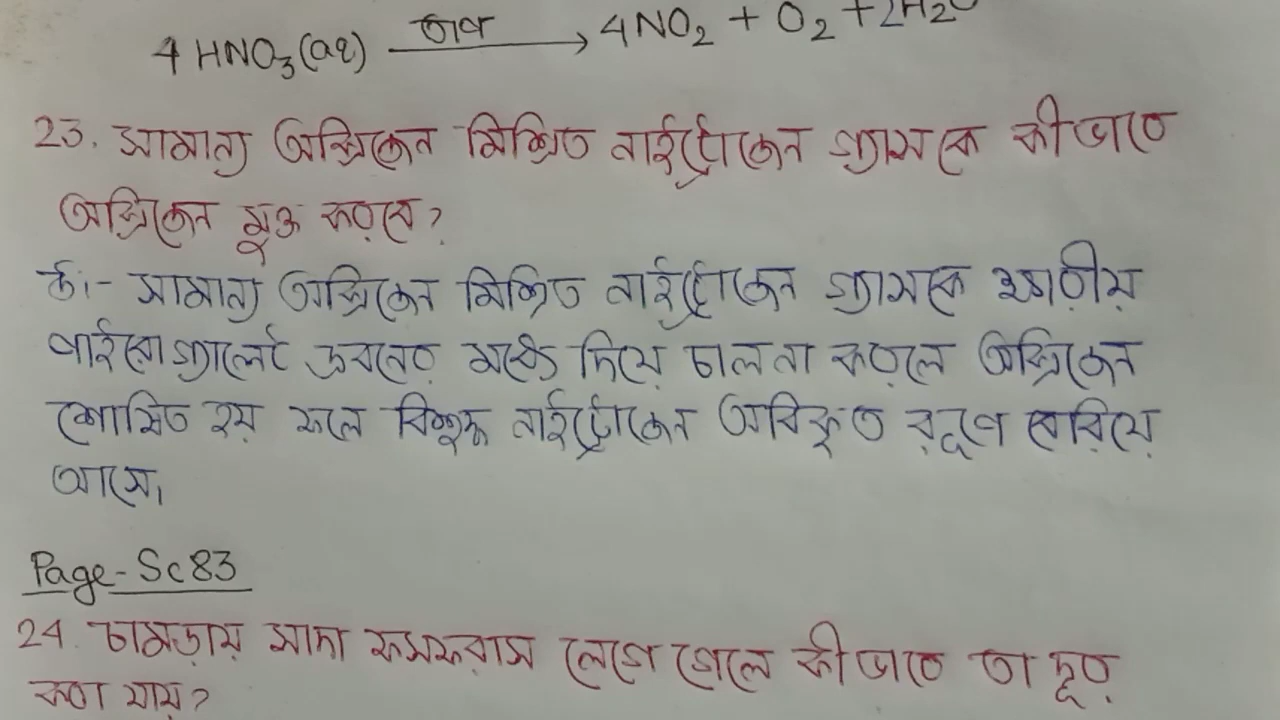 4 HNO3(aq) তাপ → 4NO2 + O2 + 2H2O
23. সামান্য অক্সিজেন মিশ্রিত নাইট্রোজেন গ্যাসকে কীভাবে
অক্সিজেন মুক্ত করবে?
উঃ- সামান্য অক্সিজেন মিশ্রিত নাইট্রোজেন গ্যাসকে ক্ষারীয়
পাইরোগ্যালেট দ্রবনের মধ্যে দিয়ে চালনা করলে অক্সিজেন
শোষিত হয় ফলে বিশুদ্ধ নাইট্রোজেন অবিকৃত রূপে বেরিয়ে
আসে।
Page-Sc83
24. চামড়ায় সাদা ফসফরাস লেগে গেলে কীভাবে তা দূর
করা যায়?